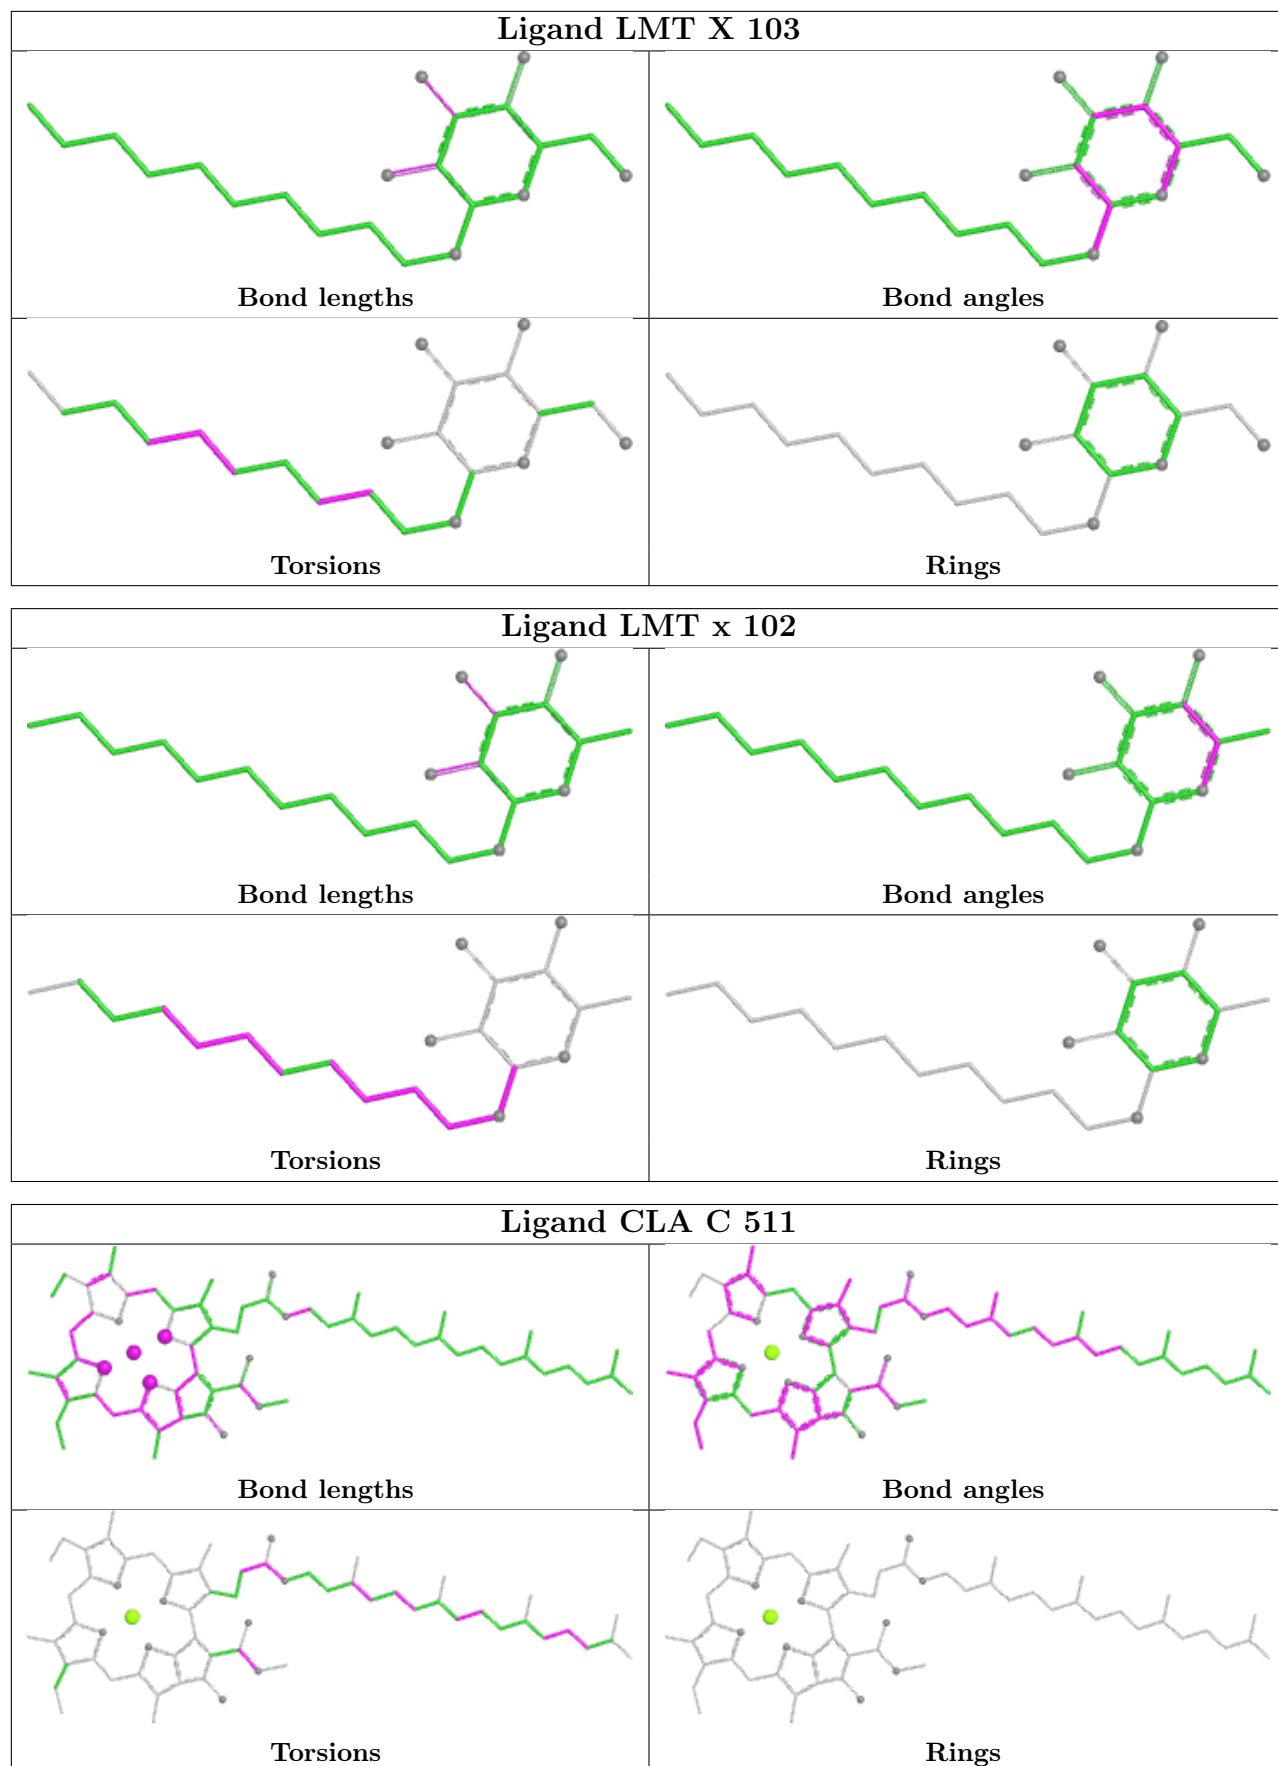 Ligand LMT X 103
Bond lengths
Bond angles
Torsions
Rings
Ligand LMT x 102
Bond lengths
Bond angles
Torsions
Rings
Ligand CLA C 511
Bond lengths
Bond angles
Torsions
Rings